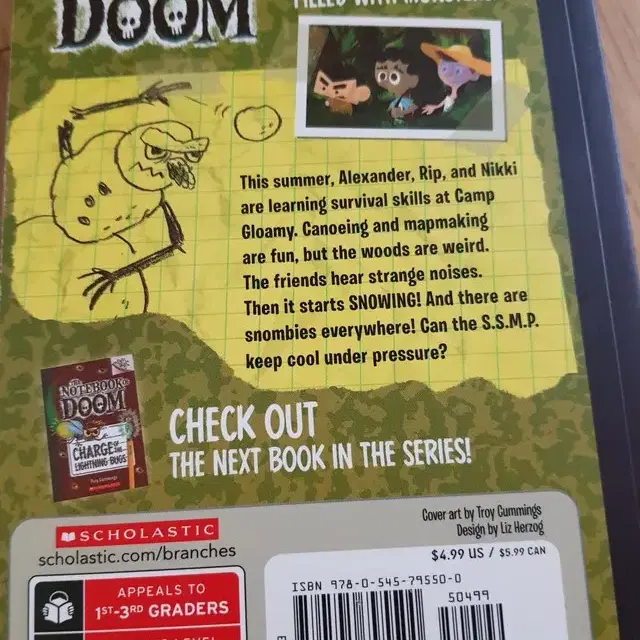 DOOM
FILLED WITH MONSTERS
This summer, Alexander, Rip, and Nikki
are learning survival skills at Camp
Gloamy. Canoeing and mapmaking
are fun, but the woods are weird.
The friends hear strange noises.
Then it starts SNOWING! And there are
snombies everywhere! Can the S.S.M.P.
keep cool under pressure?
THE NOTEBOOK OF
DOOM
CHARGE OF THE
LIGHTNING BUGS
Troy Cummings
CHECK OUT
THE NEXT BOOK IN THE SERIES!
SCHOLASTIC
scholastic.com/branches
Cover art by Troy Cummings
Design by Liz Herzog
$4.99 US / $5.99 CAN
APPEALS TO
1ST-3RD GRADERS
LEVEL
ISBN 978-0-545-79550-0
50499